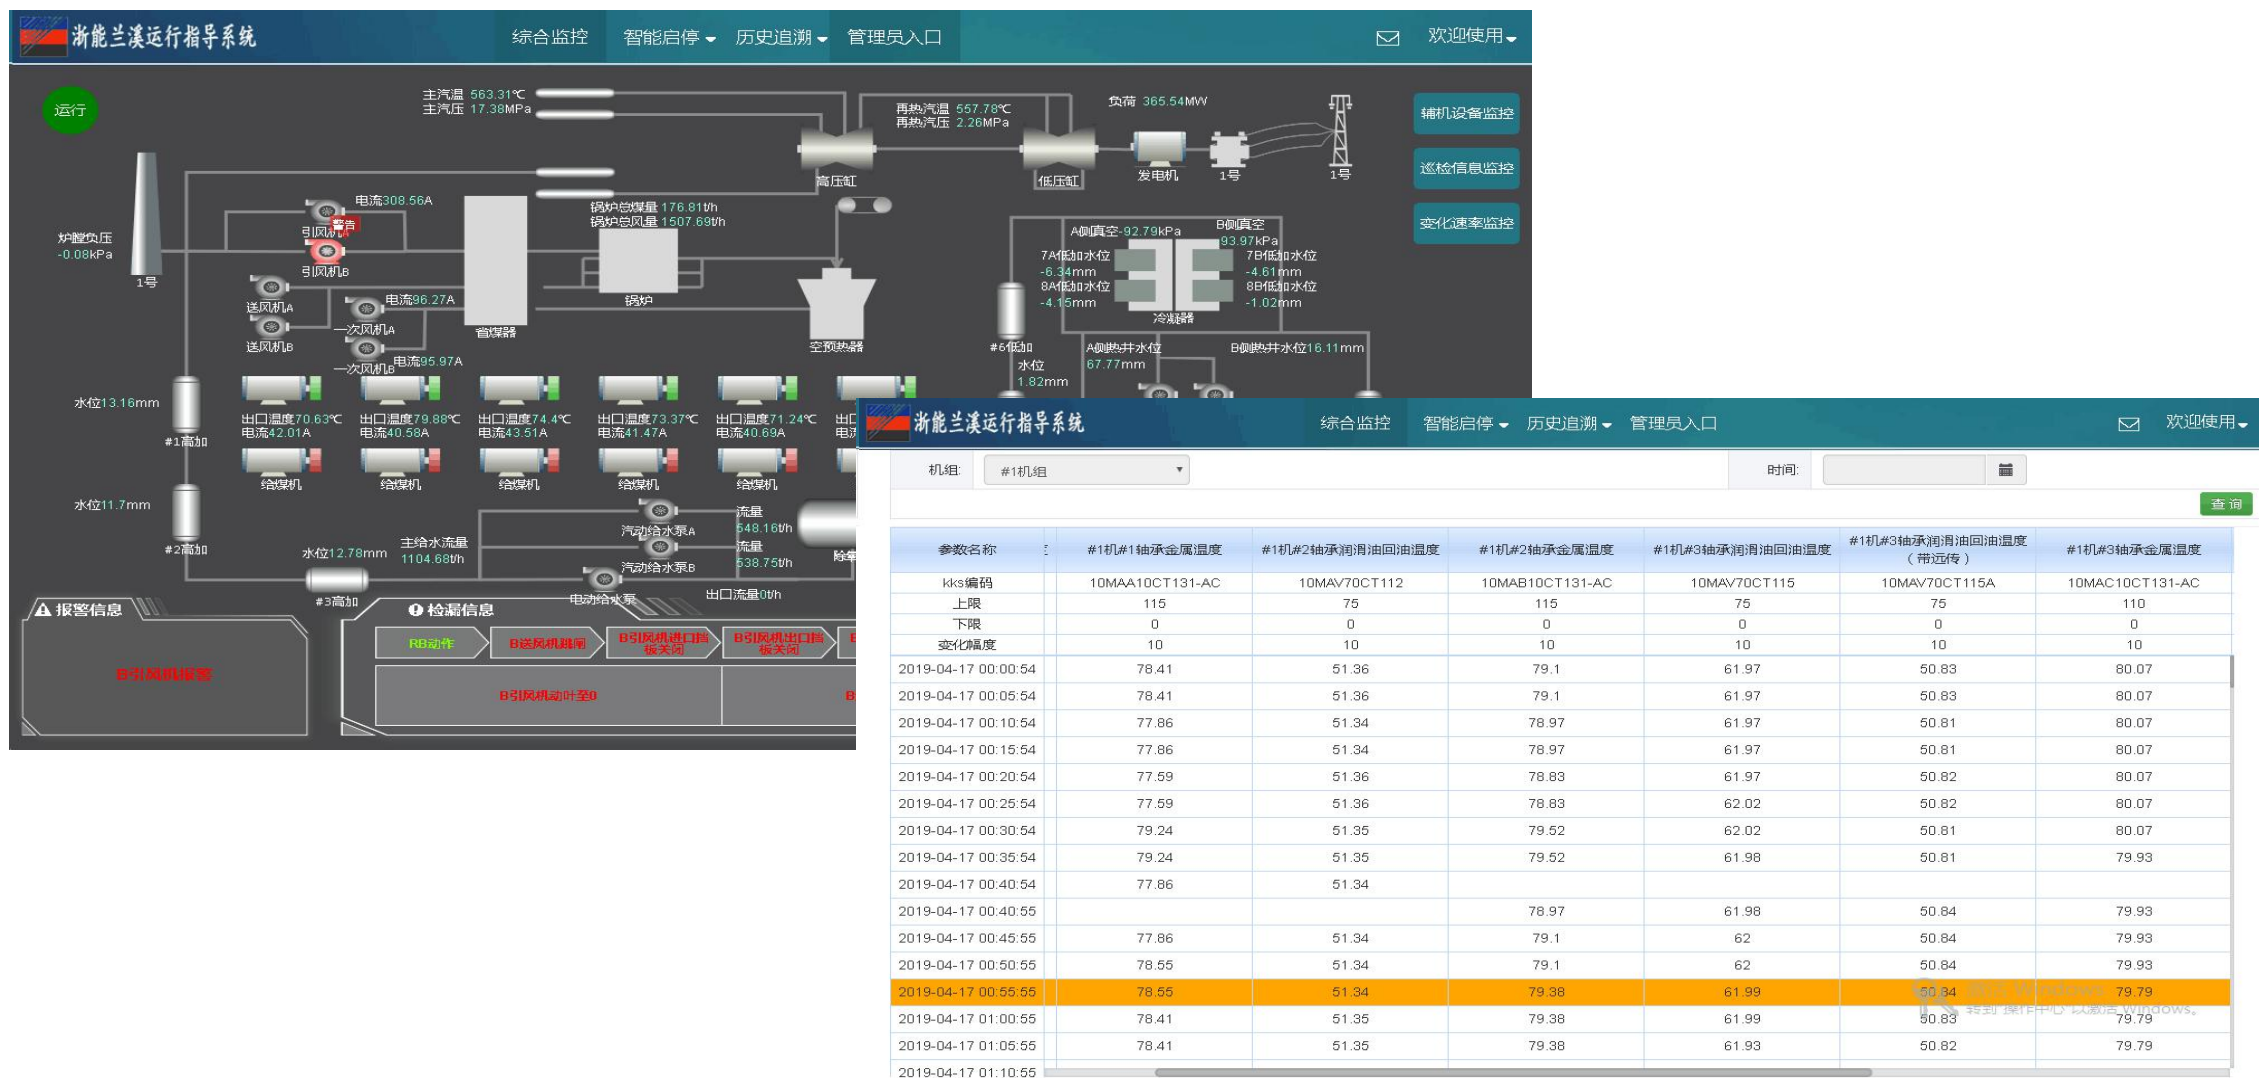 浙能兰溪运行指导系统
综合监控 智能启停 历史追溯 管理员入口
欢迎使用
运行
主汽温 563.31℃
主汽压 17.38MPa
再热汽温 557.78℃
再热汽压 2.26MPa
负荷 365.54MW
辅机设备监控
巡检信息监控
变化速率监控
高压缸
低压缸
发电机
1号
1号
电流308.56A
警告
引风机A
引风机B
炉膛负压
-0.08kPa
1号
锅炉总煤量 176.81t/h
锅炉总风量 1507.69t/h
锅炉
省煤器
空预热器
送风机A
送风机B
电流96.27A
一次风机A
电流95.97A
一次风机B
A侧真空-92.79kPa
B侧真空
-93.97kPa
7A低加水位
-6.34mm
8A低加水位
-4.15mm
7B低加水位
-4.61mm
8B低加水位
-1.02mm
冷凝器
#6低加
水位
1.82mm
A侧热井水位
67.77mm
B侧热井水位16.11mm
水位13.16mm
#1高加
出口温度70.63℃ 出口温度79.88℃ 出口温度74.4℃ 出口温度73.37℃ 出口温度71.24℃
电流42.01A 电流40.58A 电流43.51A 电流41.47A 电流40.69A
给煤机 给煤机 给煤机 给煤机 给煤机
水位11.7mm
#2高加
水位12.78mm
#3高加
主给水流量
1104.68t/h
汽动给水泵A
汽动给水泵B
电动给水泵
流量
548.16t/h
流量
538.75t/h
出口流量0t/h
报警信息
B引风机报警
检漏信息
RB动作
B送风机跳闸
B引风机进口挡板关闭
B引风机出口挡板关闭
B引风机动叶至0
浙能兰溪运行指导系统
综合监控 智能启停 历史追溯 管理员入口
欢迎使用
机组: #1机组 时间:
查询
参数名称 #1机#1轴承金属温度 #1机#2轴承润滑油回油温度 #1机#2轴承金属温度 #1机#3轴承润滑油回油温度 #1机#3轴承润滑油回油温度（带远传） #1机#3轴承金属温度
kks编码 10MAA10CT131-AC 10MAV70CT112 10MAB10CT131-AC 10MAV70CT115 10MAV70CT115A 10MAC10CT131-AC
上限 115 75 115 75 75 110
下限 0 0 0 0 0 0
变化幅度 10 10 10 10 10 10
2019-04-17 00:00:54 78.41 51.36 79.1 61.97 50.83 80.07
2019-04-17 00:05:54 78.41 51.36 79.1 61.97 50.83 80.07
2019-04-17 00:10:54 77.86 51.34 78.97 61.97 50.81 80.07
2019-04-17 00:15:54 77.86 51.34 78.97 61.97 50.81 80.07
2019-04-17 00:20:54 77.59 51.36 78.83 61.97 50.82 80.07
2019-04-17 00:25:54 77.59 51.36 78.83 62.02 50.82 80.07
2019-04-17 00:30:54 79.24 51.35 79.52 62.02 50.81 80.07
2019-04-17 00:35:54 79.24 51.35 79.52 61.98 50.81 79.93
2019-04-17 00:40:54 77.86 51.34
2019-04-17 00:40:55 78.97 61.98 50.84 79.93
2019-04-17 00:45:55 77.86 51.34 79.1 62 50.84 79.93
2019-04-17 00:50:55 78.55 51.34 79.1 62 50.84 79.93
2019-04-17 00:55:55 78.55 51.34 79.38 61.99 50.84 79.79
2019-04-17 01:00:55 78.41 51.35 79.38 61.99 50.83 79.79
转到"操作中心"以激活 Windows。
2019-04-17 01:05:55 78.41 51.35 79.38 61.93 50.82 79.79
2019-04-17 01:10:55